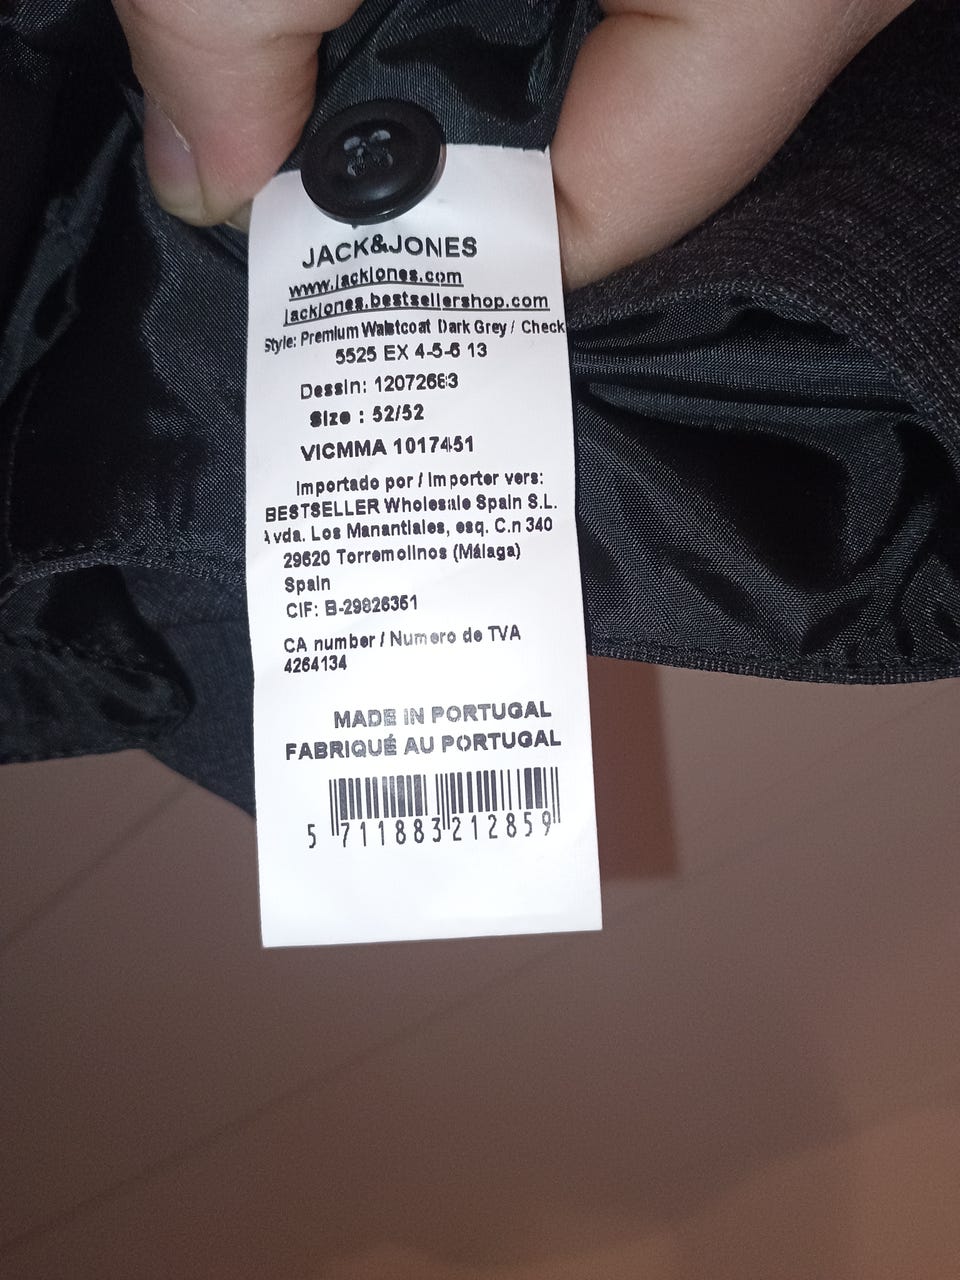 JACK&JONES
www.jackjones.com
jackjones.bestsellershop.com
Style: Premium Waistcoat Dark Grey / Check
5525 EX 4-5-6 13
Dessin: 12072683
Size : 52/52
VICMMA 1017451
Importado por / Importer vers:
BESTSELLER Wholesale Spain S.L.
Avda. Los Manantiales, esq. C.n 340
29620 Torremolinos (Málaga)
Spain
CIF: B-29826351
CA number / Numero de TVA
4264134
MADE IN PORTUGAL
FABRIQUÉ AU PORTUGAL
5 711883 212859